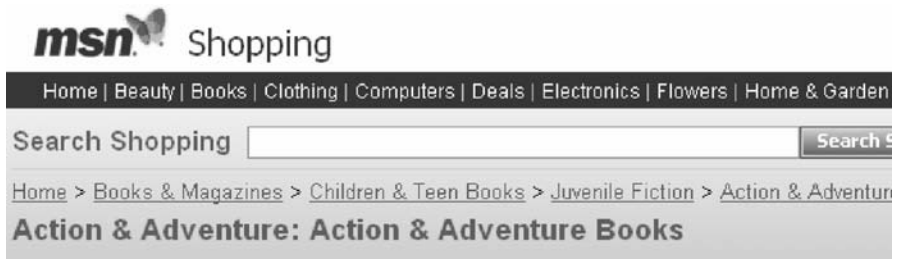 msn Shopping
Home | Beauty | Books | Clothing | Computers | Deals | Electronics | Flowers | Home & Garden
Search Shopping Search
Home > Books & Magazines > Children & Teen Books > Juvenile Fiction > Action &
Action & Adventure: Action & Adventure Books